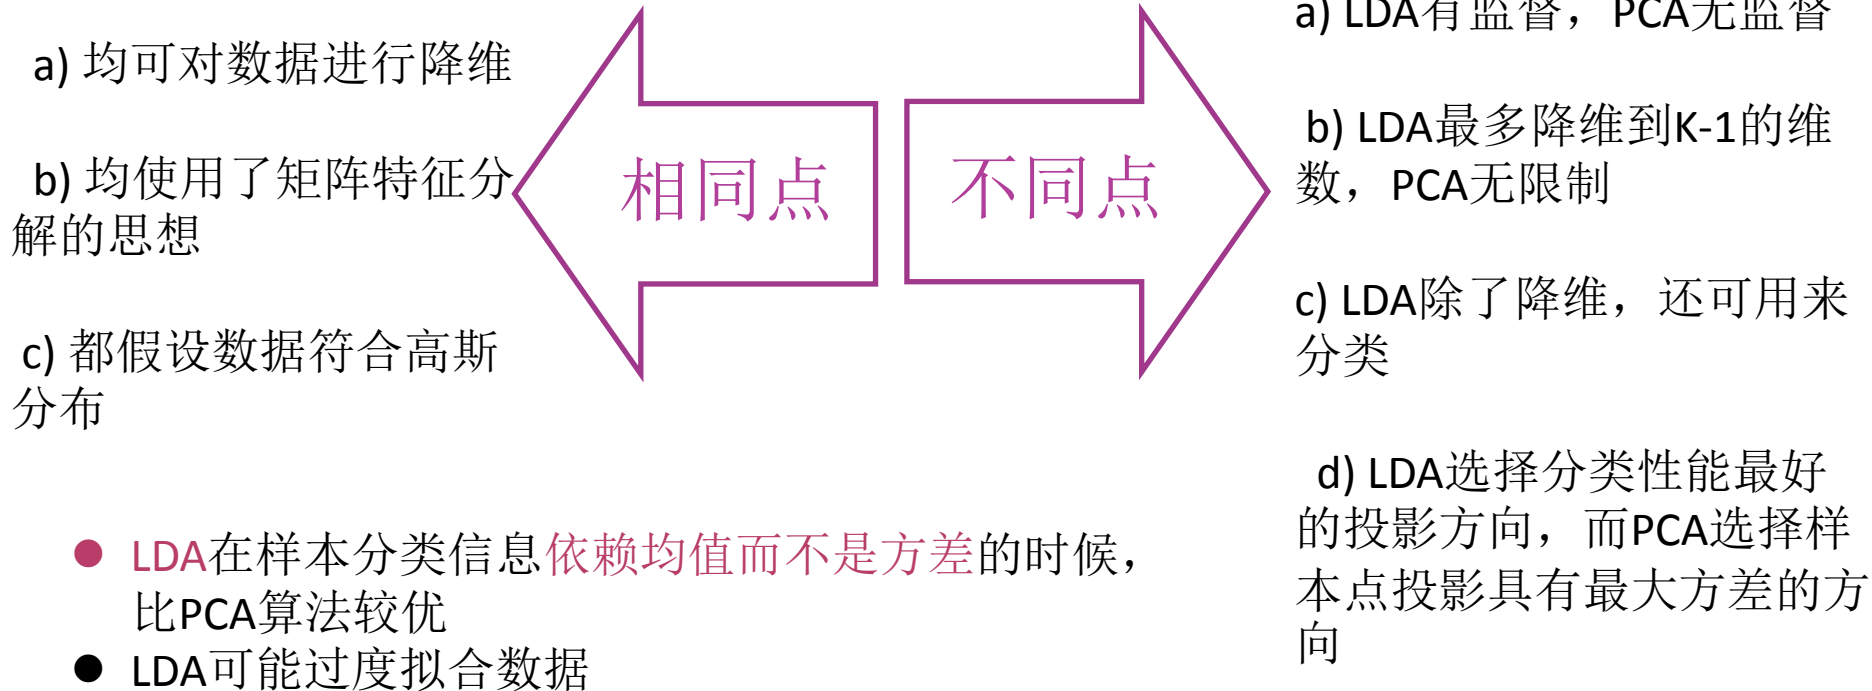 a) 均可对数据进行降维
b) 均使用了矩阵特征分
解的思想
c) 都假设数据符合高斯
分布
相同点
不同点
a) LDA有监督，PCA无监督
b) LDA最多降维到K-1的维
数，PCA无限制
c) LDA除了降维，还可用来
分类
d) LDA选择分类性能最好
的投影方向，而PCA选择样
本点投影具有最大方差的方
向
LDA在样本分类信息依赖均值而不是方差的时候，
比PCA算法较优
LDA可能过度拟合数据